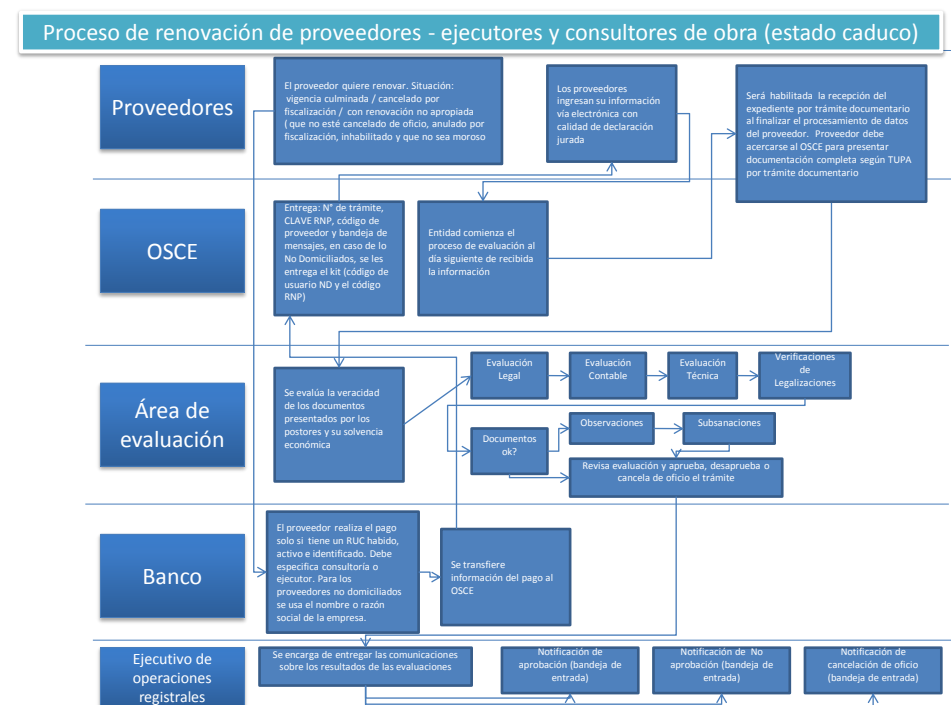 Proceso de renovación de proveedores - ejecutores y consultores de obra (estado caduco)
Proveedores
El proveedor quiere renovar. Situación:
vigencia culminada / cancelado por
fiscalización / con renovación no apropiada
( que no esté cancelado de oficio, anulado por
fiscalización, inhabilitado y que no sea moroso
Los proveedores
ingresan su información
vía electrónica con
calidad de declaración
jurada
Será habilitada la recepción del
expediente por trámite documentario
al finalizar el procesamiento de datos
del proveedor. Proveedor debe
acercarse al OSCE para presentar
documentación completa según TUPA
por trámite documentario
OSCE
Entrega: N° de trámite,
CLAVE RNP, código de
proveedor y bandeja de
mensajes, en caso de lo
No Domiciliados, se les
entrega el kit (código de
usuario ND y el código
RNP)
Entidad comienza el
proceso de evaluación al
día siguiente de recibida
la información
Área de
evaluación
Se evalúa la veracidad
de los documentos
presentados por los
postores y su solvencia
económica
Evaluación
Legal
Evaluación
Contable
Evaluación
Técnica
Verificaciones
de
Legalizaciones
Documentos
ok?
Observaciones
Subsanaciones
Revisa evaluación y aprueba, desaprueba o
cancela de oficio el trámite
Banco
El proveedor realiza el pago
solo si tiene un RUC habido,
activo e identificado. Debe
especifica consultoría o
ejecutor. Para los
proveedores no domiciliados
se usa el nombre o razón
social de la empresa.
Se transfiere
información del pago al
OSCE
Ejecutivo de
operaciones
registrales
Se encarga de entregar las comunicaciones
sobre los resultados de las evaluaciones
Notificación de
aprobación (bandeja de
entrada)
Notificación de No
aprobación (bandeja de
entrada)
Notificación de
cancelación de oficio
(bandeja de entrada)